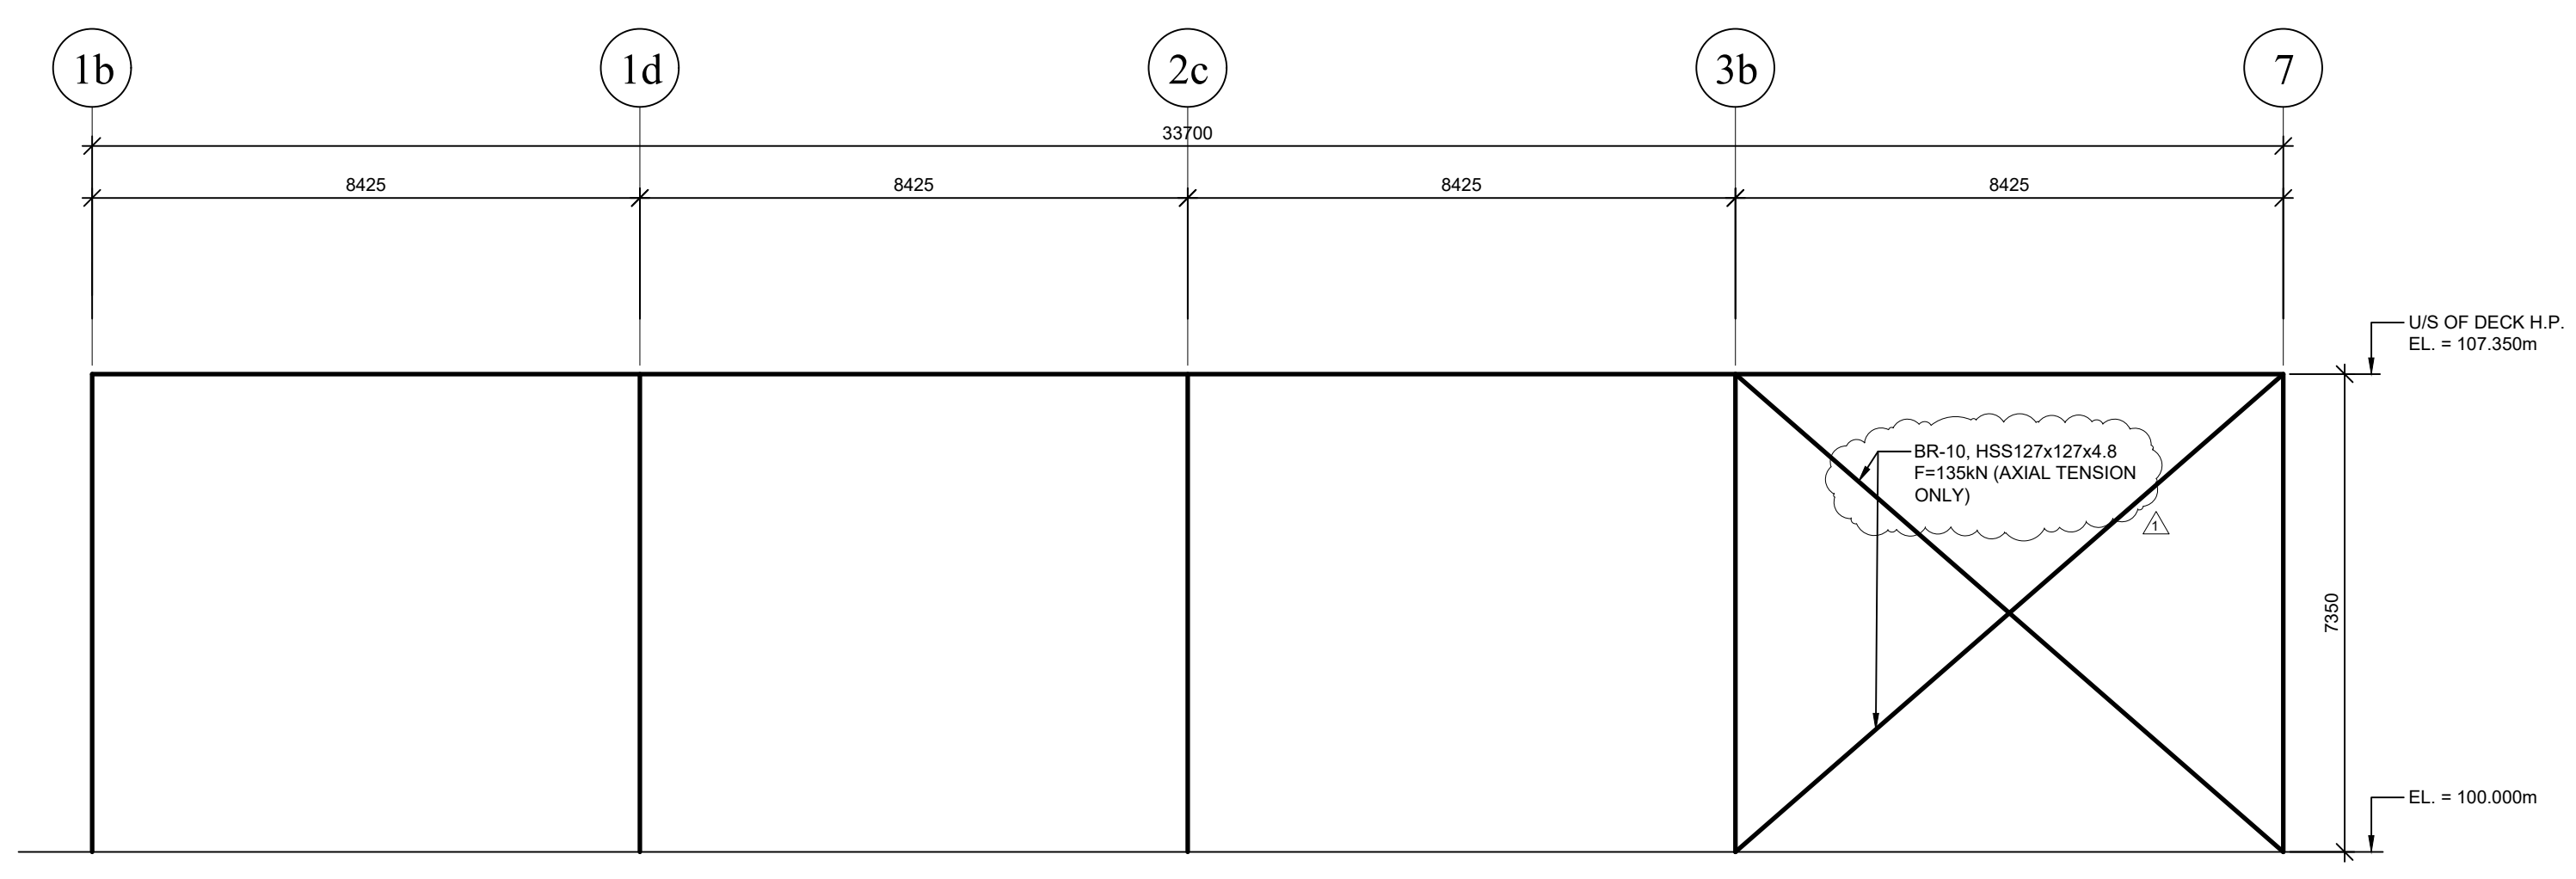 1b
1d
2c
3b
7
33700
8425
8425
8425
8425
U/S OF DECK H.P.
EL. = 107.350m
BR-10, HSS127x127x4.8
F=135kN (AXIAL TENSION
ONLY)
1
7350
EL. = 100.000m